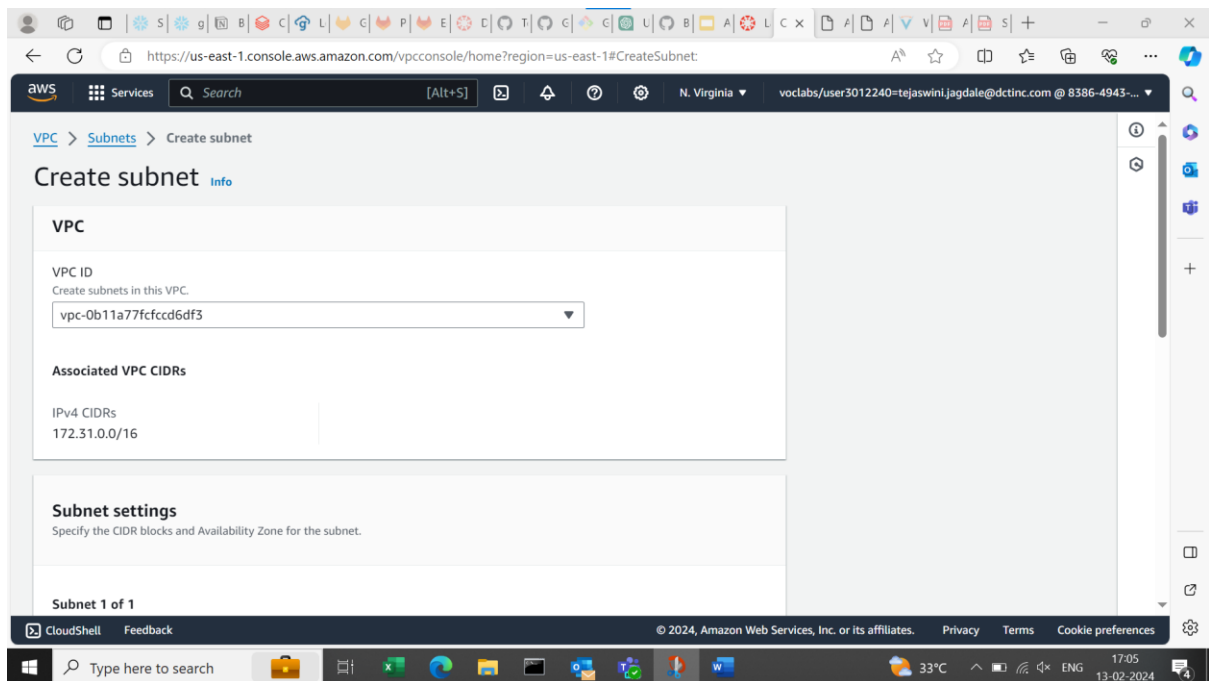 https://us-east-1.console.aws.amazon.com/vpcconsole/home?region=us-east-1#CreateSubnet:
aws Services Search [Alt+S] N. Virginia voclabs/user3012240=tejaswini.jagdale@dctinc.com @ 8386-4943-...
VPC > Subnets > Create subnet
Create subnet Info
VPC
VPC ID
Create subnets in this VPC.
vpc-0b11a77fcfccd6df3
Associated VPC CIDRs
IPv4 CIDRs
172.31.0.0/16
Subnet settings
Specify the CIDR blocks and Availability Zone for the subnet.
Subnet 1 of 1
CloudShell Feedback © 2024, Amazon Web Services, Inc. or its affiliates. Privacy Terms Cookie preferences
Type here to search 33°C ENG 17:05
13-02-2024